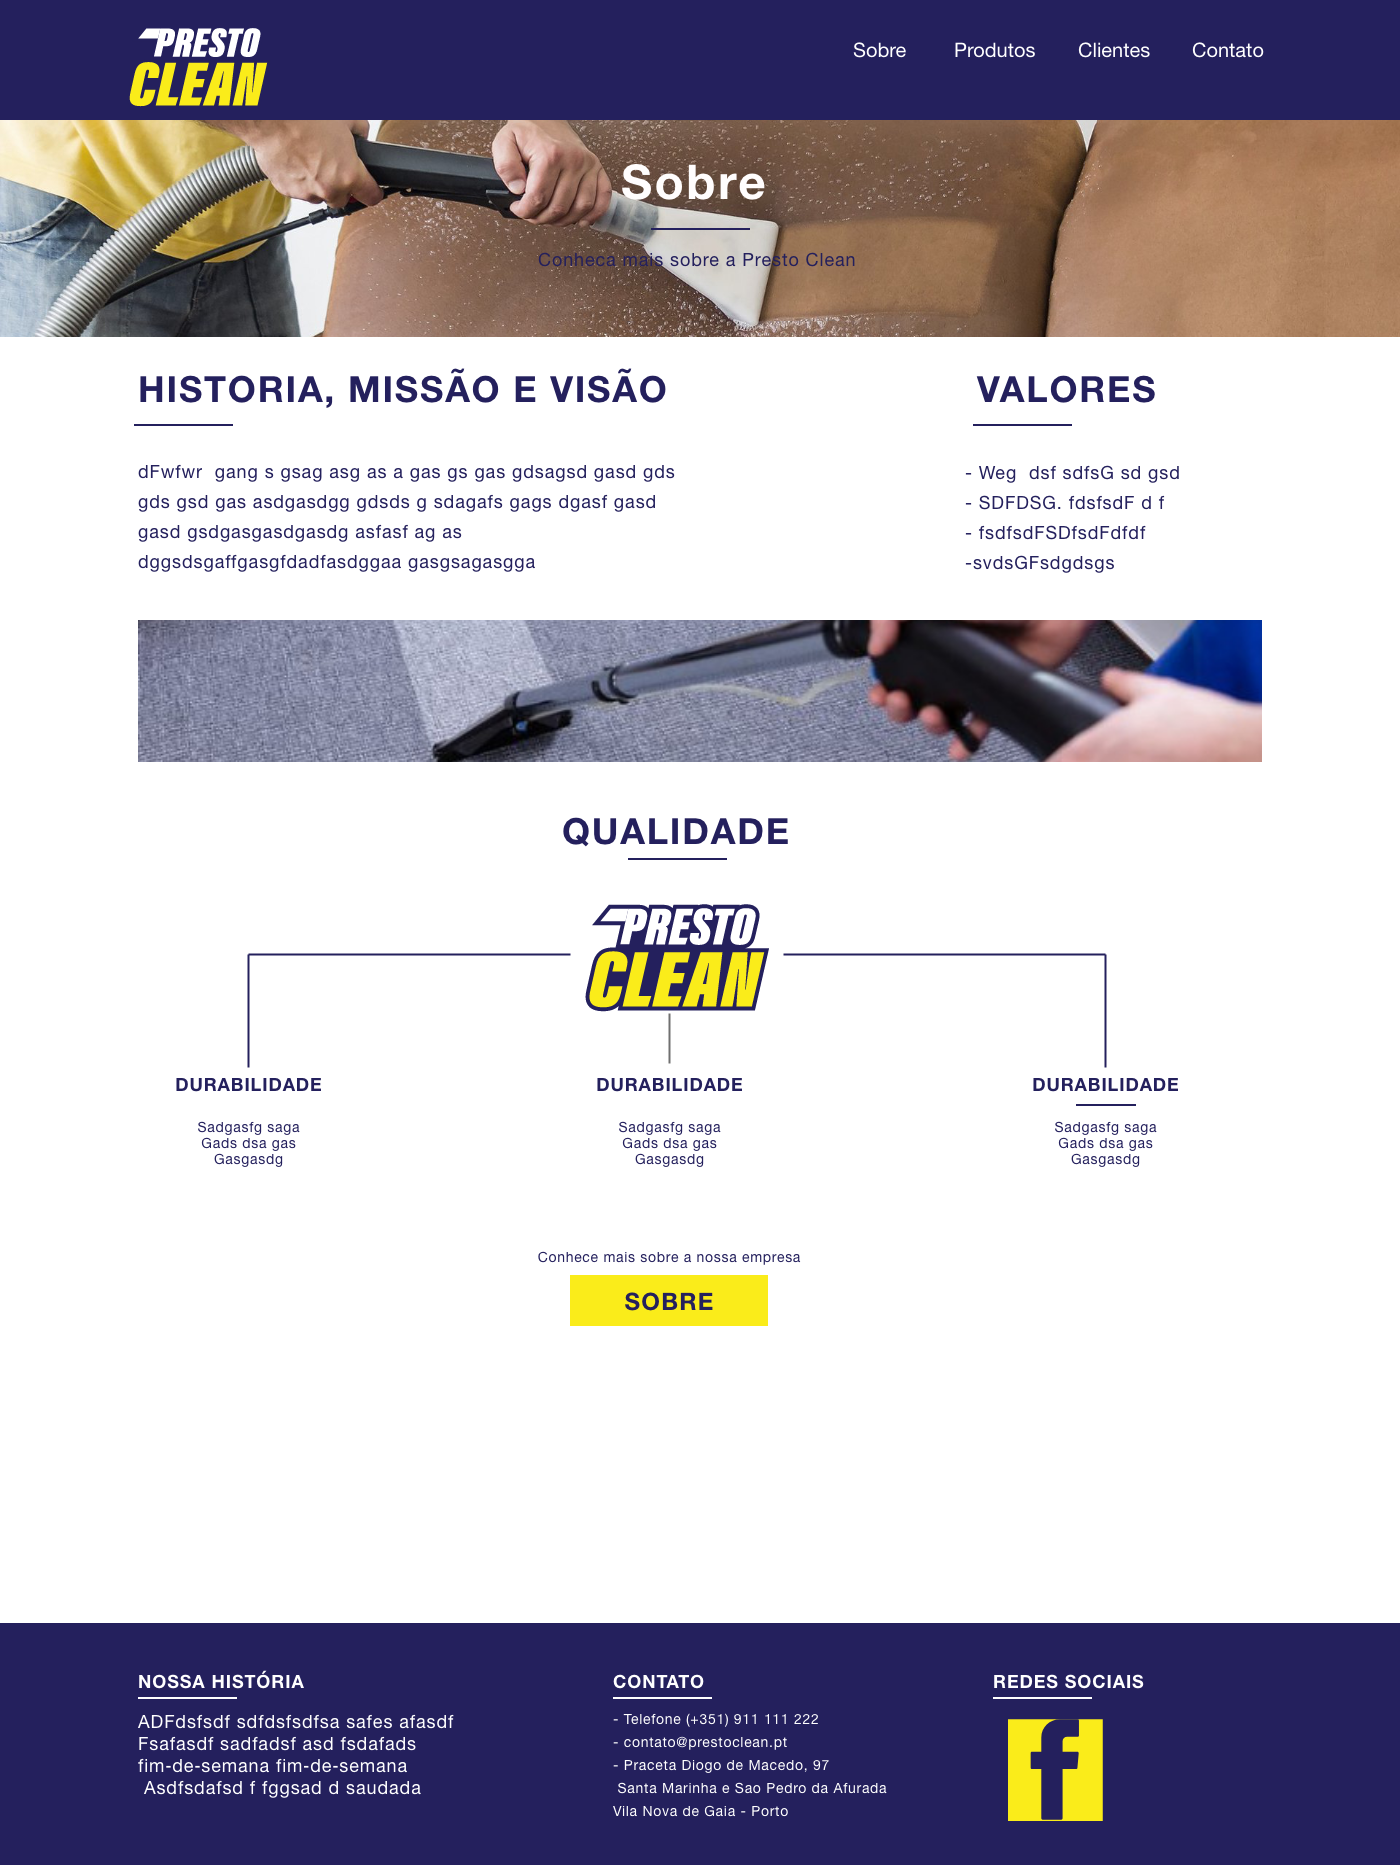 PRESTO
CLEAN
Sobre Produtos Clientes Contato
Sobre
Conheca mais sobre a Presto Clean
HISTORIA, MISSÃO E VISÃO
dFwfwr gang s gsag asg as a gas gs gas gdsagsd gasd gds
gds gsd gas asdgasdgg gdsds g sdagafs gags dgasf gasd
gasd gsdgasgasdgasdg asfasf ag as
dggsdsgaffgasgfdadfasdggaa gasgsagasgga
VALORES
- Weg dsf sdfsG sd gsd
- SDFDSG. fdsfsdF d f
- fsdfsdFSDfsdFdfdf
-svdsGFsdgdsgs
QUALIDADE
PRESTO
CLEAN
DURABILIDADE
Sadgasfg saga
Gads dsa gas
Gasgasdg
DURABILIDADE
Sadgasfg saga
Gads dsa gas
Gasgasdg
DURABILIDADE
Sadgasfg saga
Gads dsa gas
Gasgasdg
Conhece mais sobre a nossa empresa
SOBRE
NOSSA HISTÓRIA
ADFdsfsdf sdfdsfsdfsa safes afasdf
Fsafasdf sadfadsf asd fsdafads
fim-de-semana fim-de-semana
Asdfsdafsd f fggsad d saudada
CONTATO
- Telefone (+351) 911 111 222
- contato@prestoclean.pt
- Praceta Diogo de Macedo, 97
Santa Marinha e Sao Pedro da Afurada
Vila Nova de Gaia - Porto
REDES SOCIAIS
f